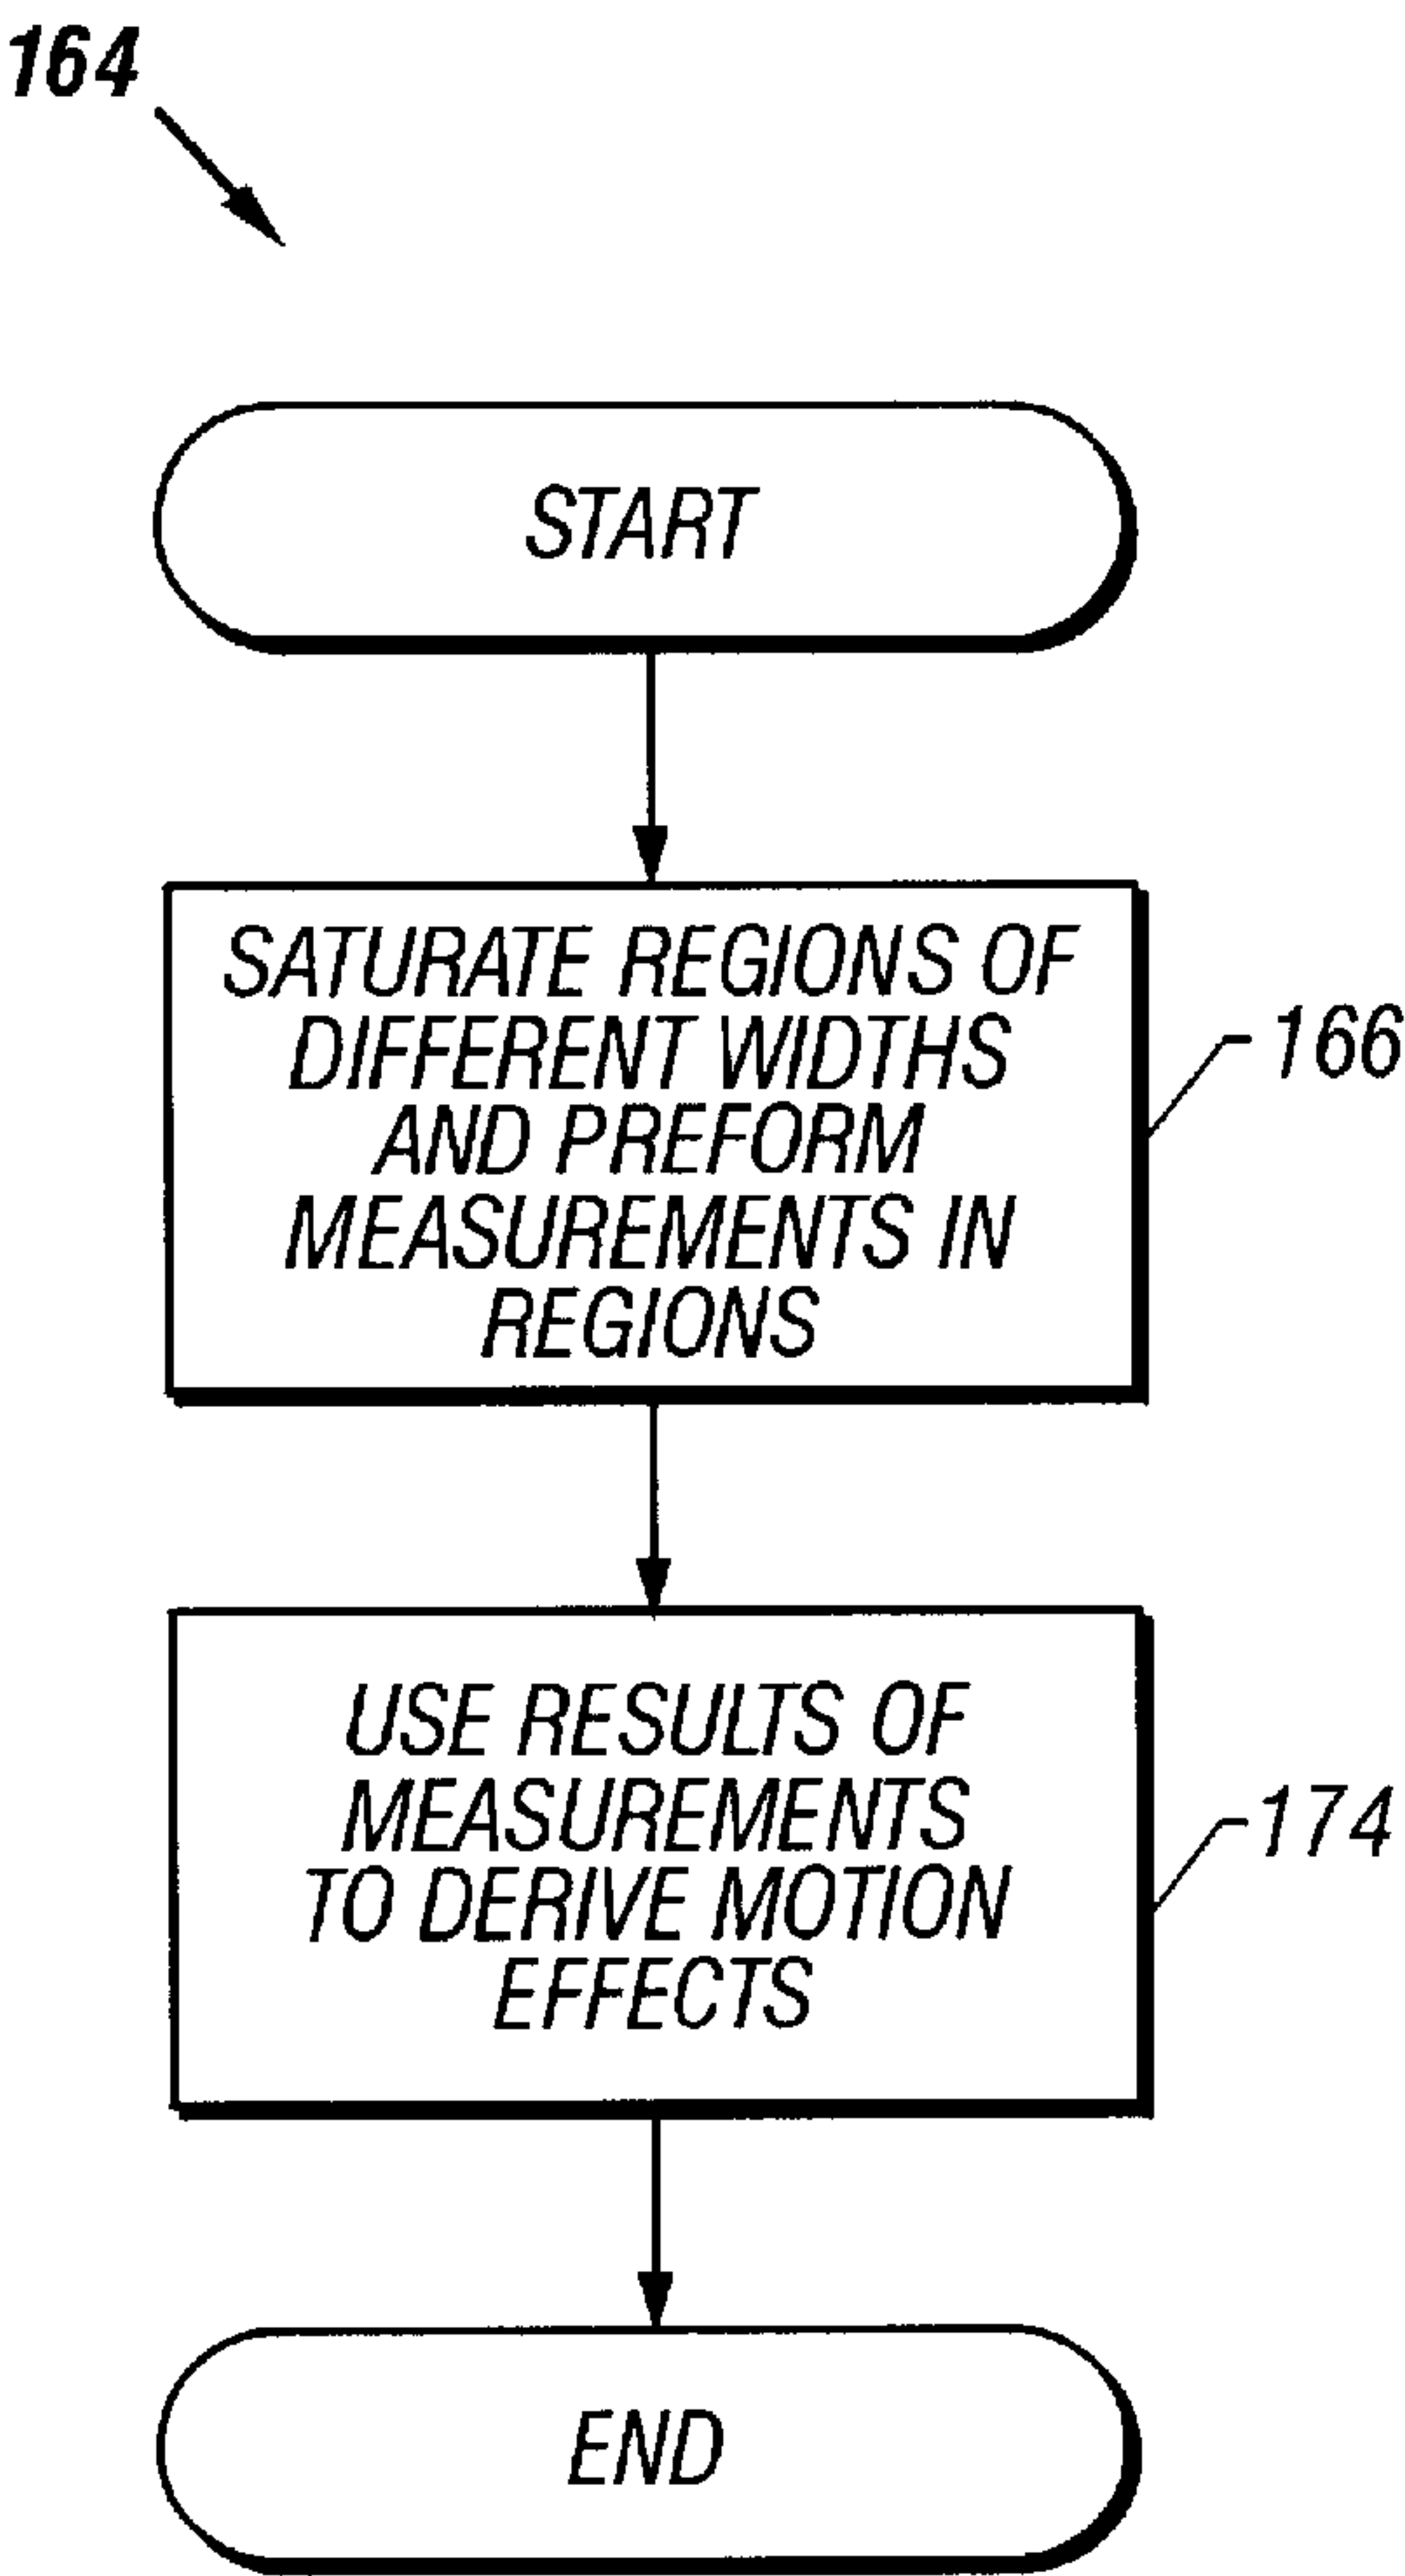 164
START
SATURATE REGIONS OF
DIFFERENT WIDTHS
AND PREFORM
MEASUREMENTS IN
REGIONS
166
USE RESULTS OF
MEASUREMENTS
TO DERIVE MOTION
EFFECTS
174
END